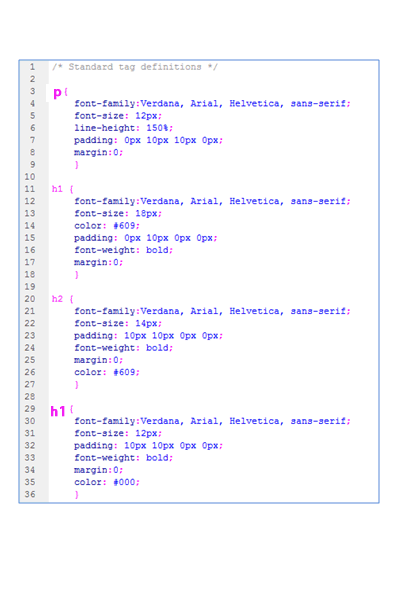 1 /* Standard tag definitions */
2
3 p{
4 font-family:Verdana, Arial, Helvetica, sans-serif;
5 font-size: 12px;
6 line-height: 150%;
7 padding: 0px 10px 10px 0px;
8 margin:0;
9 }
10
11 h1 {
12 font-family:Verdana, Arial, Helvetica, sans-serif;
13 font-size: 18px;
14 color: #609;
15 padding: 0px 10px 0px 0px;
16 font-weight: bold;
17 margin:0;
18 }
19
20 h2 {
21 font-family:Verdana, Arial, Helvetica, sans-serif;
22 font-size: 14px;
23 padding: 10px 10px 0px 0px;
24 font-weight: bold;
25 margin:0;
26 color: #609;
27 }
28
29 h1{
30 font-family:Verdana, Arial, Helvetica, sans-serif;
31 font-size: 12px;
32 padding: 10px 10px 0px 0px;
33 font-weight: bold;
34 margin:0;
35 color: #000;
36 }